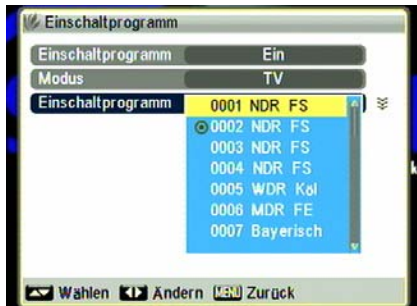 Einschaltprogramm
Einschaltprogramm Ein
Modus TV
Einschaltprogramm 0001 NDR FS
0002 NDR FS
0003 NDR FS
0004 NDR FS
0005 WDR Köl
0006 MDR FE
0007 Bayerisch
Wählen Ändern MENU Zurück